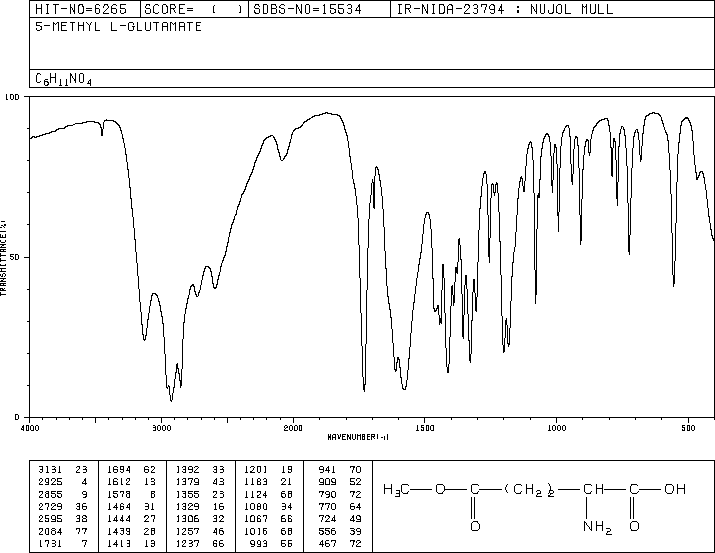 HIT-NO=6265 SCORE= ( ) SDBS-NO=15534 IR-NIDA-23794 : NUJOL MULL
5-METHYL L-GLUTAMATE
C6H11NO4
100
50
0
TRANSMITTANCE(%)
4000 3000 2000 1500 1000 500
WAVENUMBER(-1)
3131 23 1694 62 1392 33 1201 19 941 70
2925 4 1612 13 1379 43 1183 21 909 52
2855 9 1578 8 1355 23 1124 68 790 72
2729 36 1464 31 1329 16 1080 34 770 64
2595 38 1444 27 1306 32 1067 66 724 49
2084 77 1439 28 1257 46 1016 68 556 39
1731 7 1413 13 1237 66 993 56 467 72
H3C O C (CH2)2 CH C OH
O NH2 O